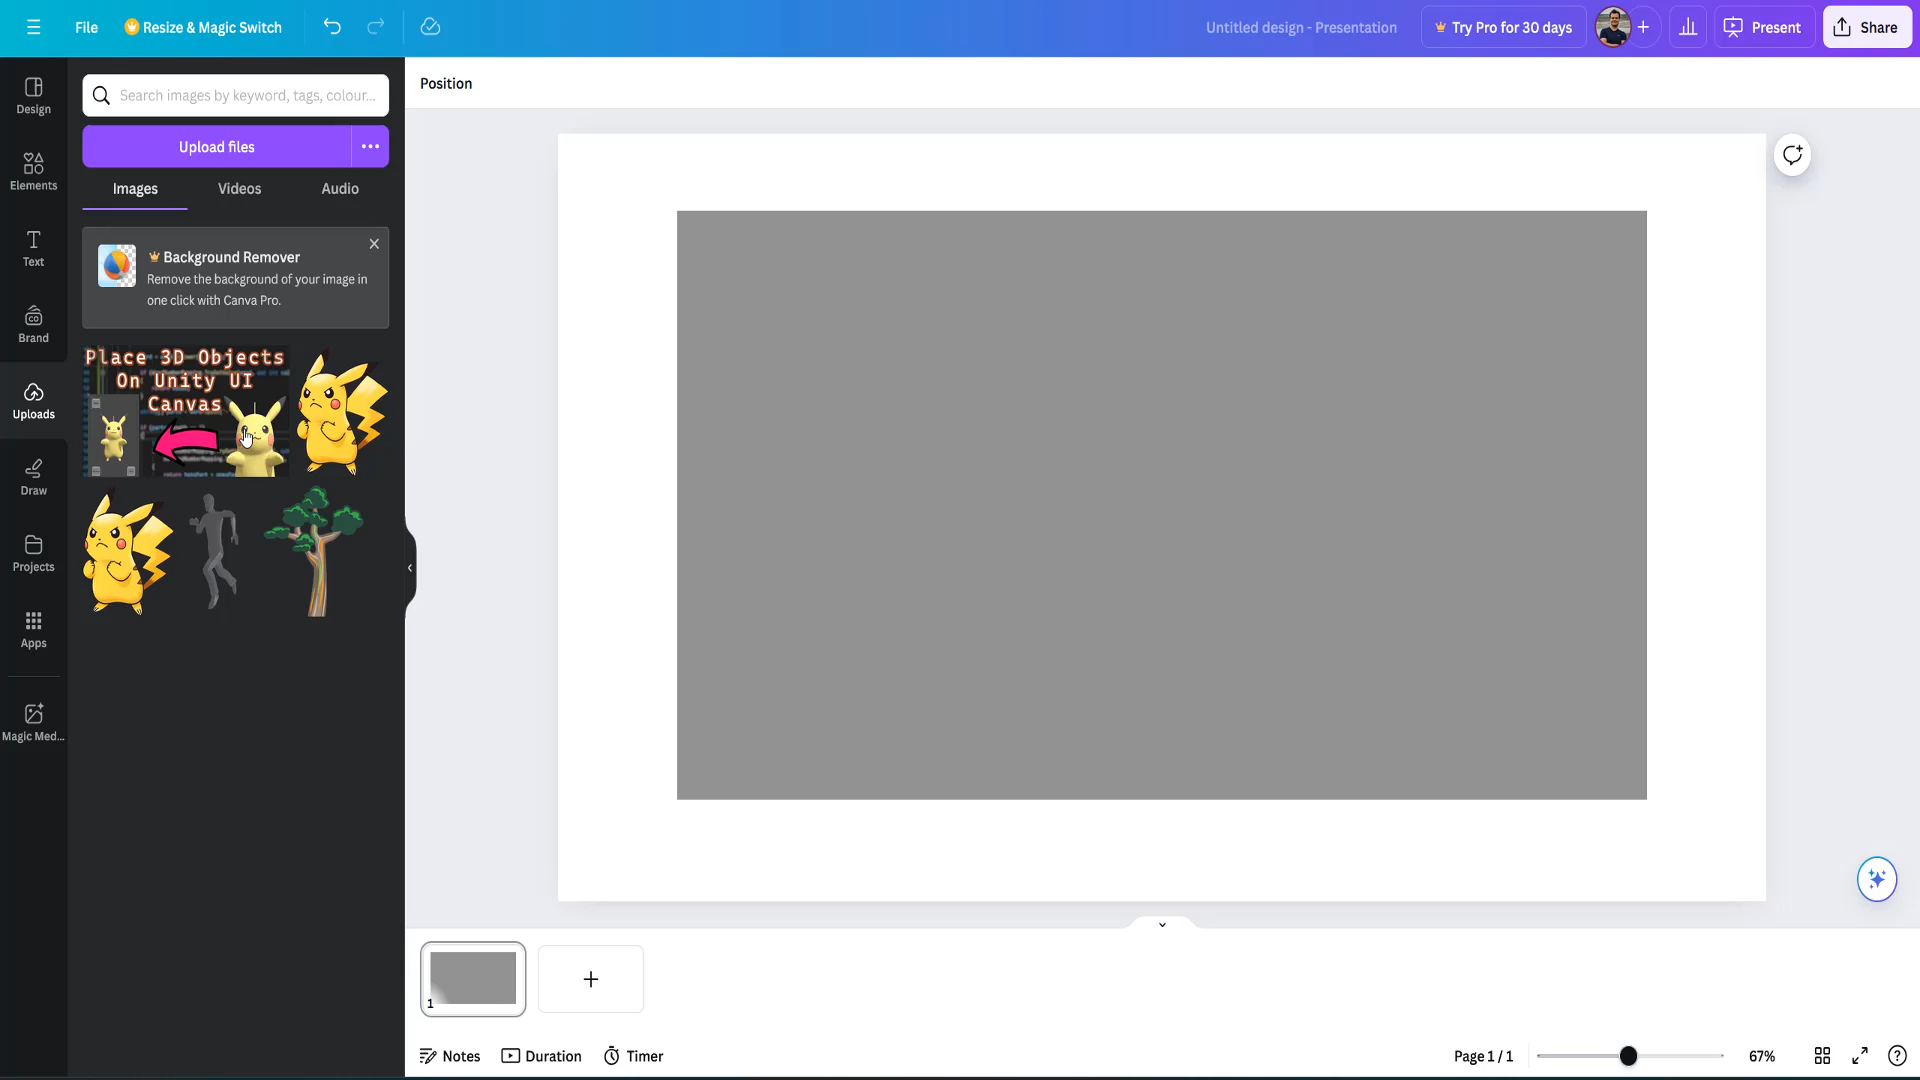 File
Resize & Magic Switch
Untitled design - Presentation
Try Pro for 30 days
Present
Share
Design
Elements
Text
Brand
Uploads
Draw
Projects
Apps
Magic Med...
Search images by keyword, tags, colour...
Upload files
Images
Videos
Audio
Background Remover
Remove the background of your image in
one click with Canva Pro.
Place 3D Objects
On Unity UI
Canvas
Position
1
Notes
Duration
Timer
Page 1 / 1
67%